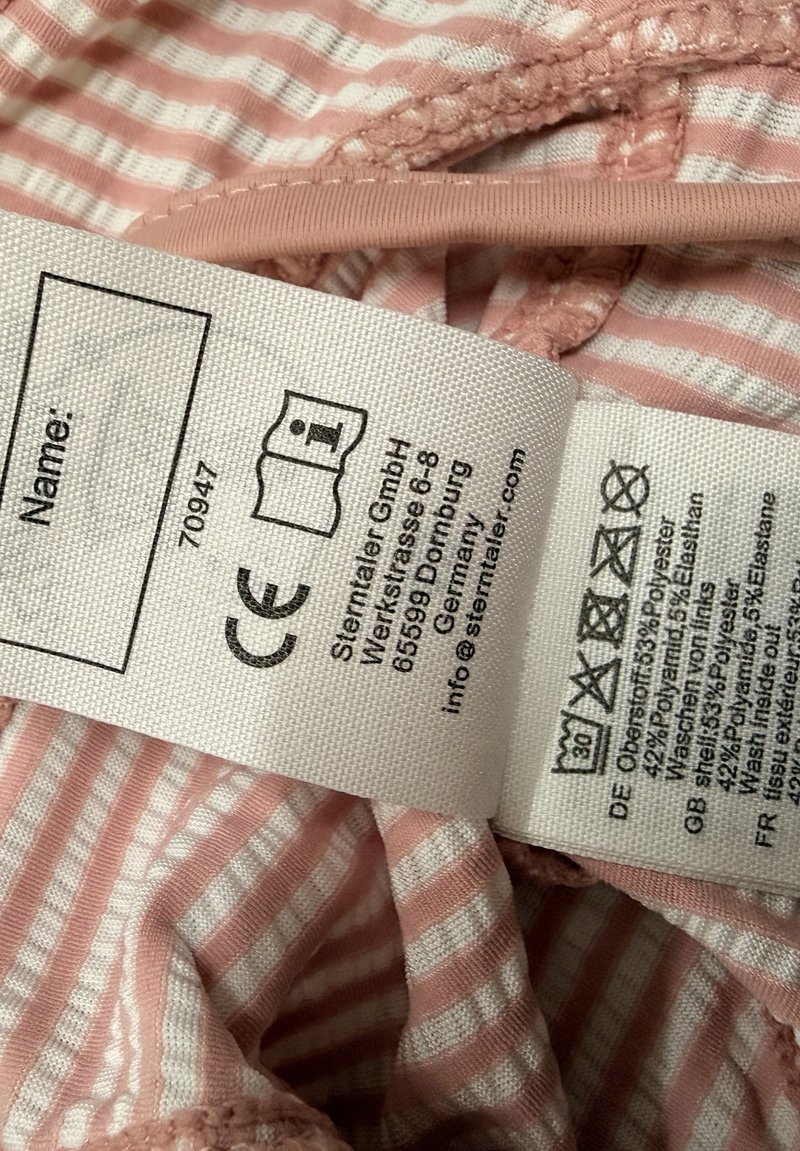 Name:
70947
CE
Sterntaler GmbH
Werkstrasse 6-8
65599 Dornburg
Germany
info@sterntaler.com
30
DE Oberstoff:53%Polyester
42%Polyamid,5%Elasthan
Waschen von links
GB shell:53%Polyester
42%Polyamide,5%Elastane
Wash inside out
FR tissu extérieur:53%